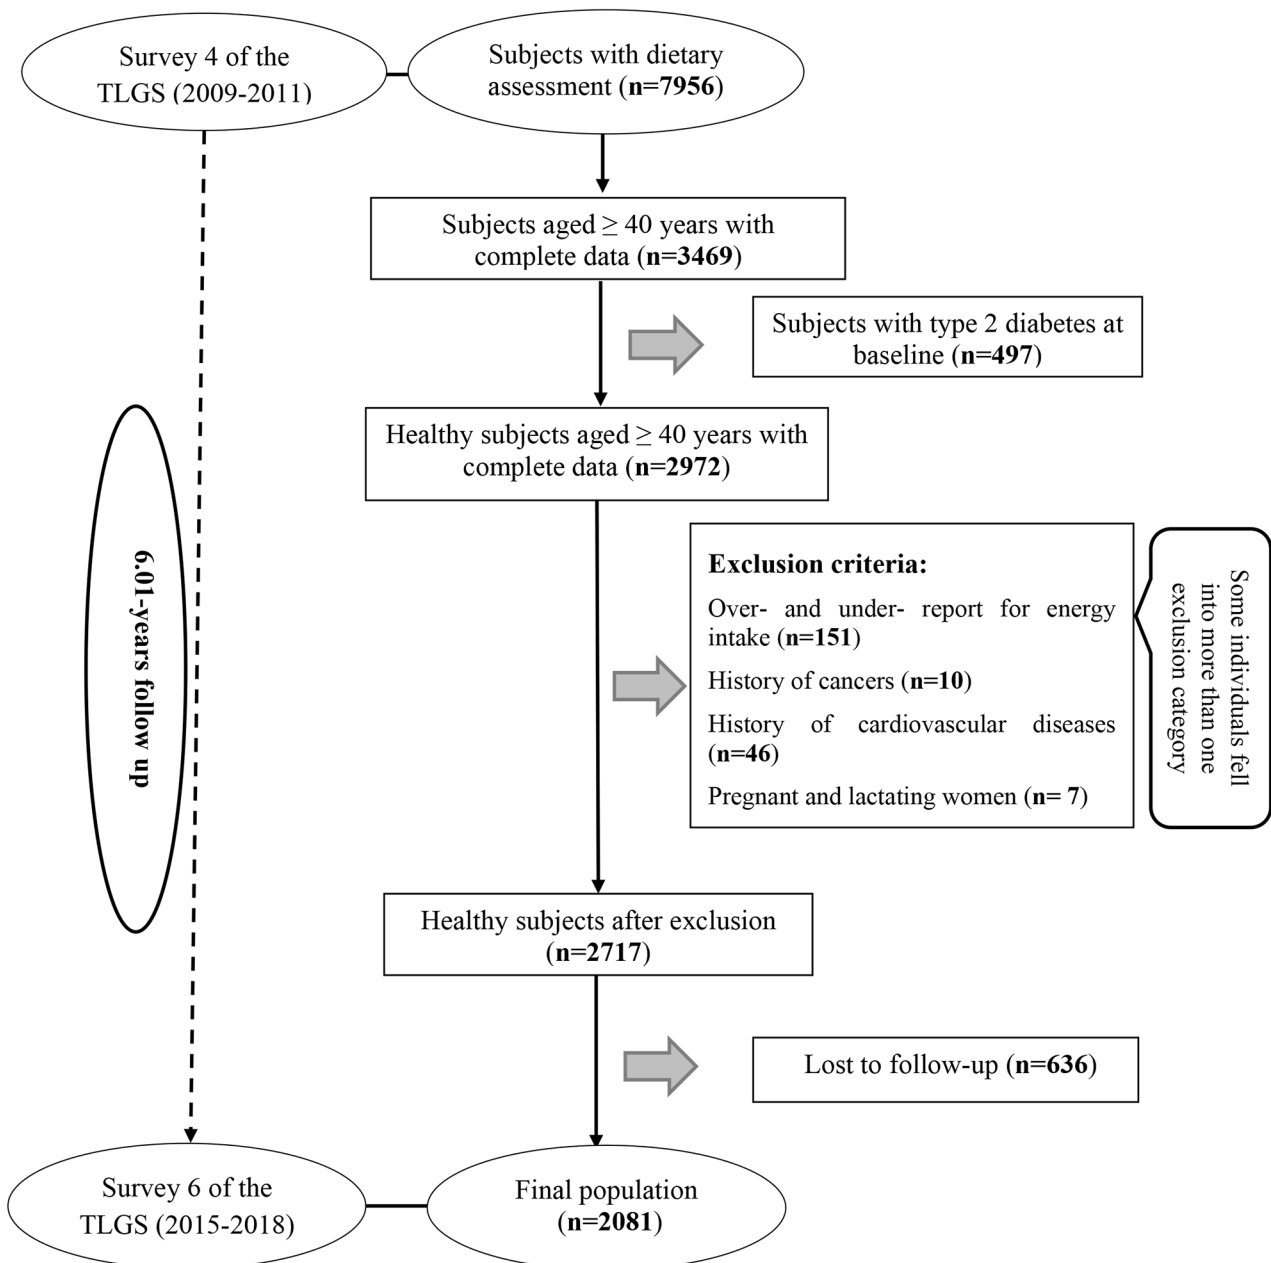 Survey 4 of the
TLGS (2009-2011)
Subjects with dietary
assessment (n=7956)
Subjects aged ≥ 40 years with
complete data (n=3469)
Subjects with type 2 diabetes at
baseline (n=497)
Healthy subjects aged ≥ 40 years with
complete data (n=2972)
6.01-years follow up
Exclusion criteria:
Over- and under- report for energy
intake (n=151)
History of cancers (n=10)
History of cardiovascular diseases
(n=46)
Pregnant and lactating women (n= 7)
Some individuals fell
into more than one
exclusion category
Healthy subjects after exclusion
(n=2717)
Lost to follow-up (n=636)
Survey 6 of the
TLGS (2015-2018)
Final population
(n=2081)